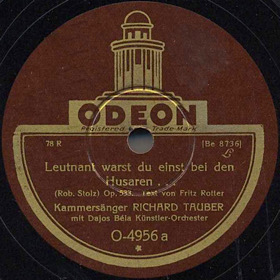 ODEON
Registered Trade-Mark
78 R
[Be 8736]
Leutnant warst du einst bei den
Husaren . . .
(Rob. Stolz) Op. 533. Text von Fritz Rotter
Kammersänger RICHARD TAUBER
mit Dajos Béla Künstler-Orchester
O-4956 a